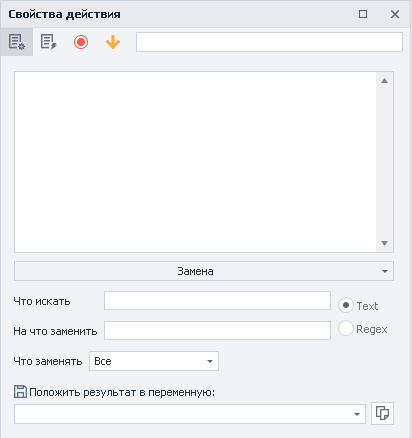 Свойства действия
Замена
Что искать
Text
На что заменить
Regex
Что заменять Все
Положить результат в переменную: